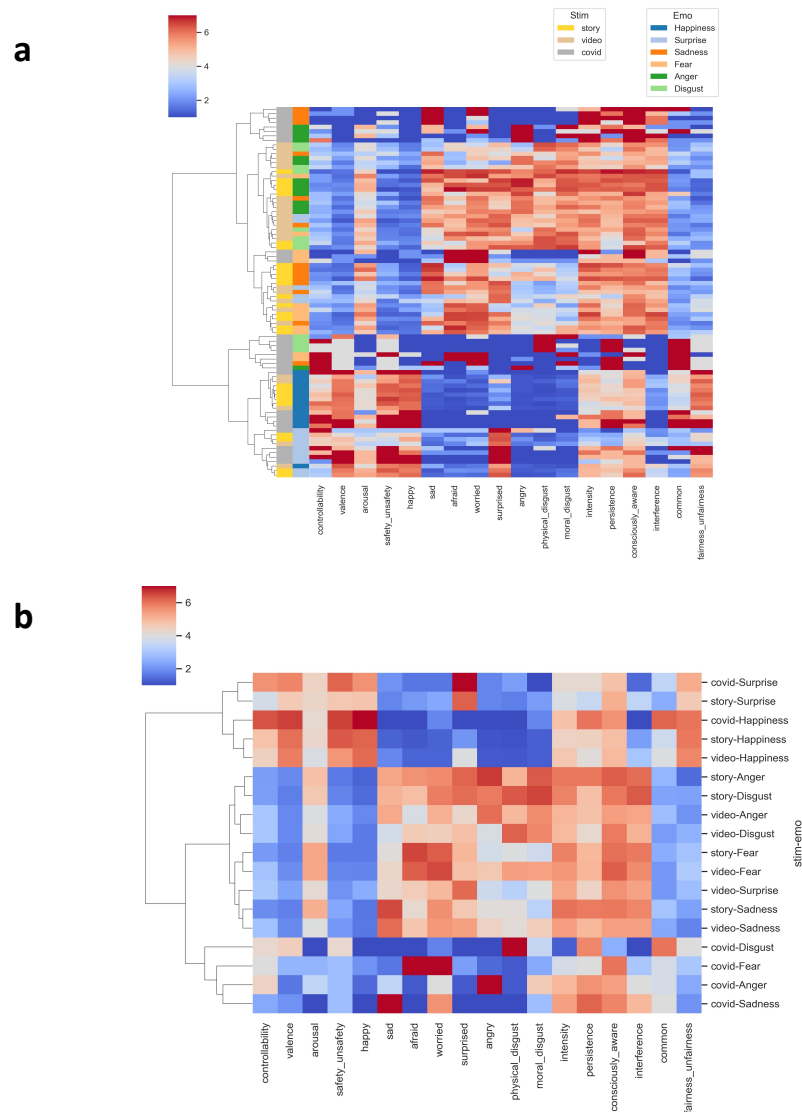 a
6
4
2
Stim
story
video
covid
Emo
Happiness
Surprise
Sadness
Fear
Anger
Disgust
controllability
valence
arousal
safety_unsafety
happy
sad
afraid
worried
surprised
angry
physical_disgust
moral_disgust
intensity
persistence
consciously_aware
interference
common
fairness_unfairness
b
6
4
2
covid-Surprise
story-Surprise
covid-Happiness
story-Happiness
video-Happiness
story-Anger
story-Disgust
video-Anger
video-Disgust
story-Fear
video-Fear
video-Surprise
story-Sadness
video-Sadness
covid-Disgust
covid-Fear
covid-Anger
covid-Sadness
stim-emo
controllability
valence
arousal
safety_unsafety
happy
sad
afraid
worried
surprised
angry
physical_disgust
moral_disgust
intensity
persistence
consciously_aware
interference
common
fairness_unfairness